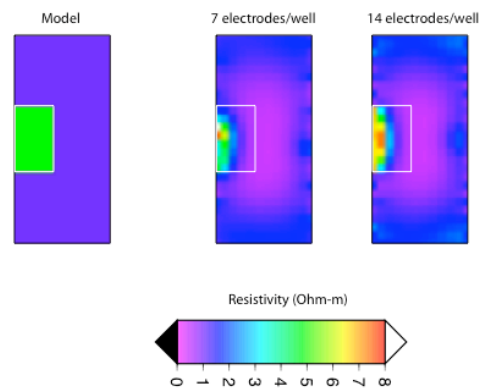 Model
7 electrodes/well
14 electrodes/well
Resistivity (Ohm-m)
0 1 2 3 4 5 6 7 8